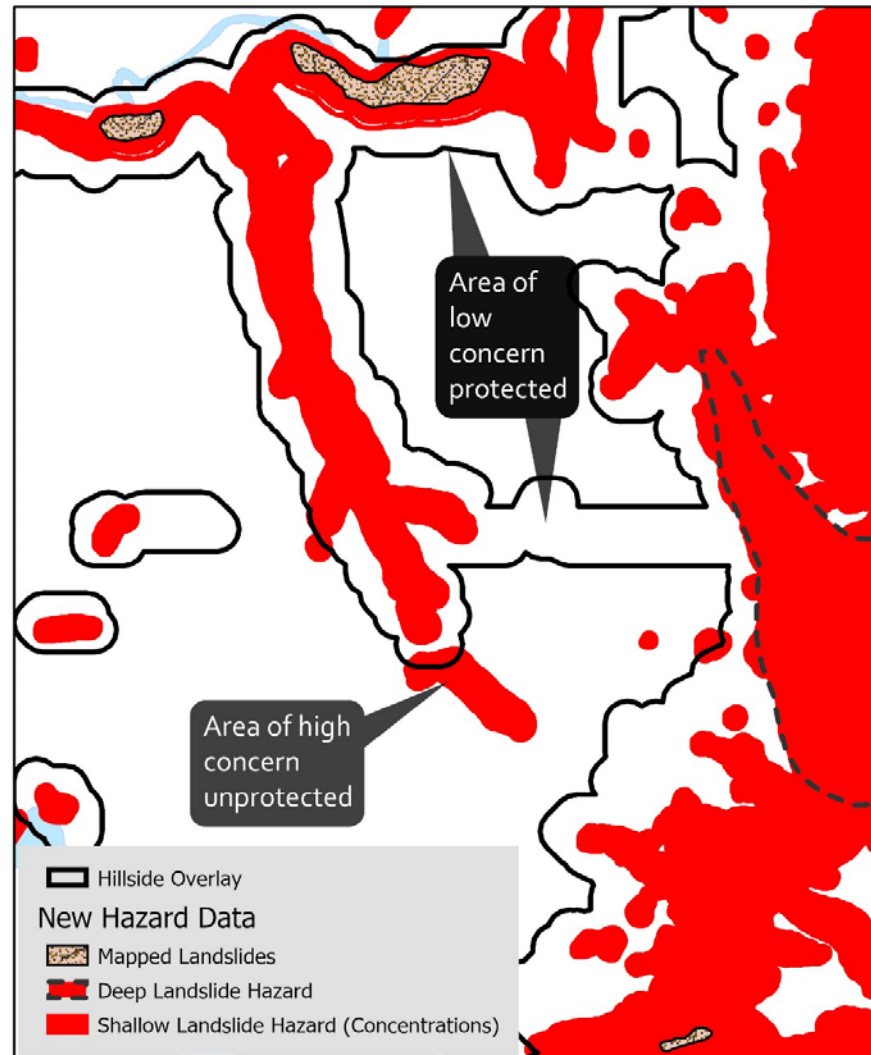 Area of
low
concern
protected
Area of high
concern
unprotected
Hillside Overlay
New Hazard Data
Mapped Landslides
Deep Landslide Hazard
Shallow Landslide Hazard (Concentrations)